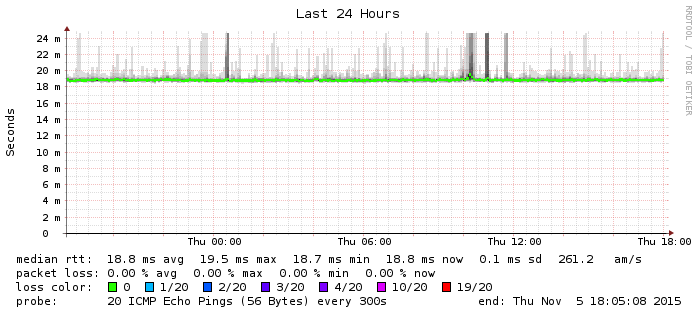 Last 24 Hours
RRDTOOL / TOBI OETIKER
Seconds
24 m
22 m
20 m
18 m
16 m
14 m
12 m
10 m
8 m
6 m
4 m
2 m
0
Thu 00:00 Thu 06:00 Thu 12:00 Thu 18:00
median rtt: 18.8 ms avg 19.5 ms max 18.7 ms min 18.8 ms now 0.1 ms sd 261.2 am/s
packet loss: 0.00 % avg 0.00 % max 0.00 % min 0.00 % now
loss color: 0 1/20 2/20 3/20 4/20 10/20 19/20
probe: 20 ICMP Echo Pings (56 Bytes) every 300s end: Thu Nov 5 18:05:08 2015